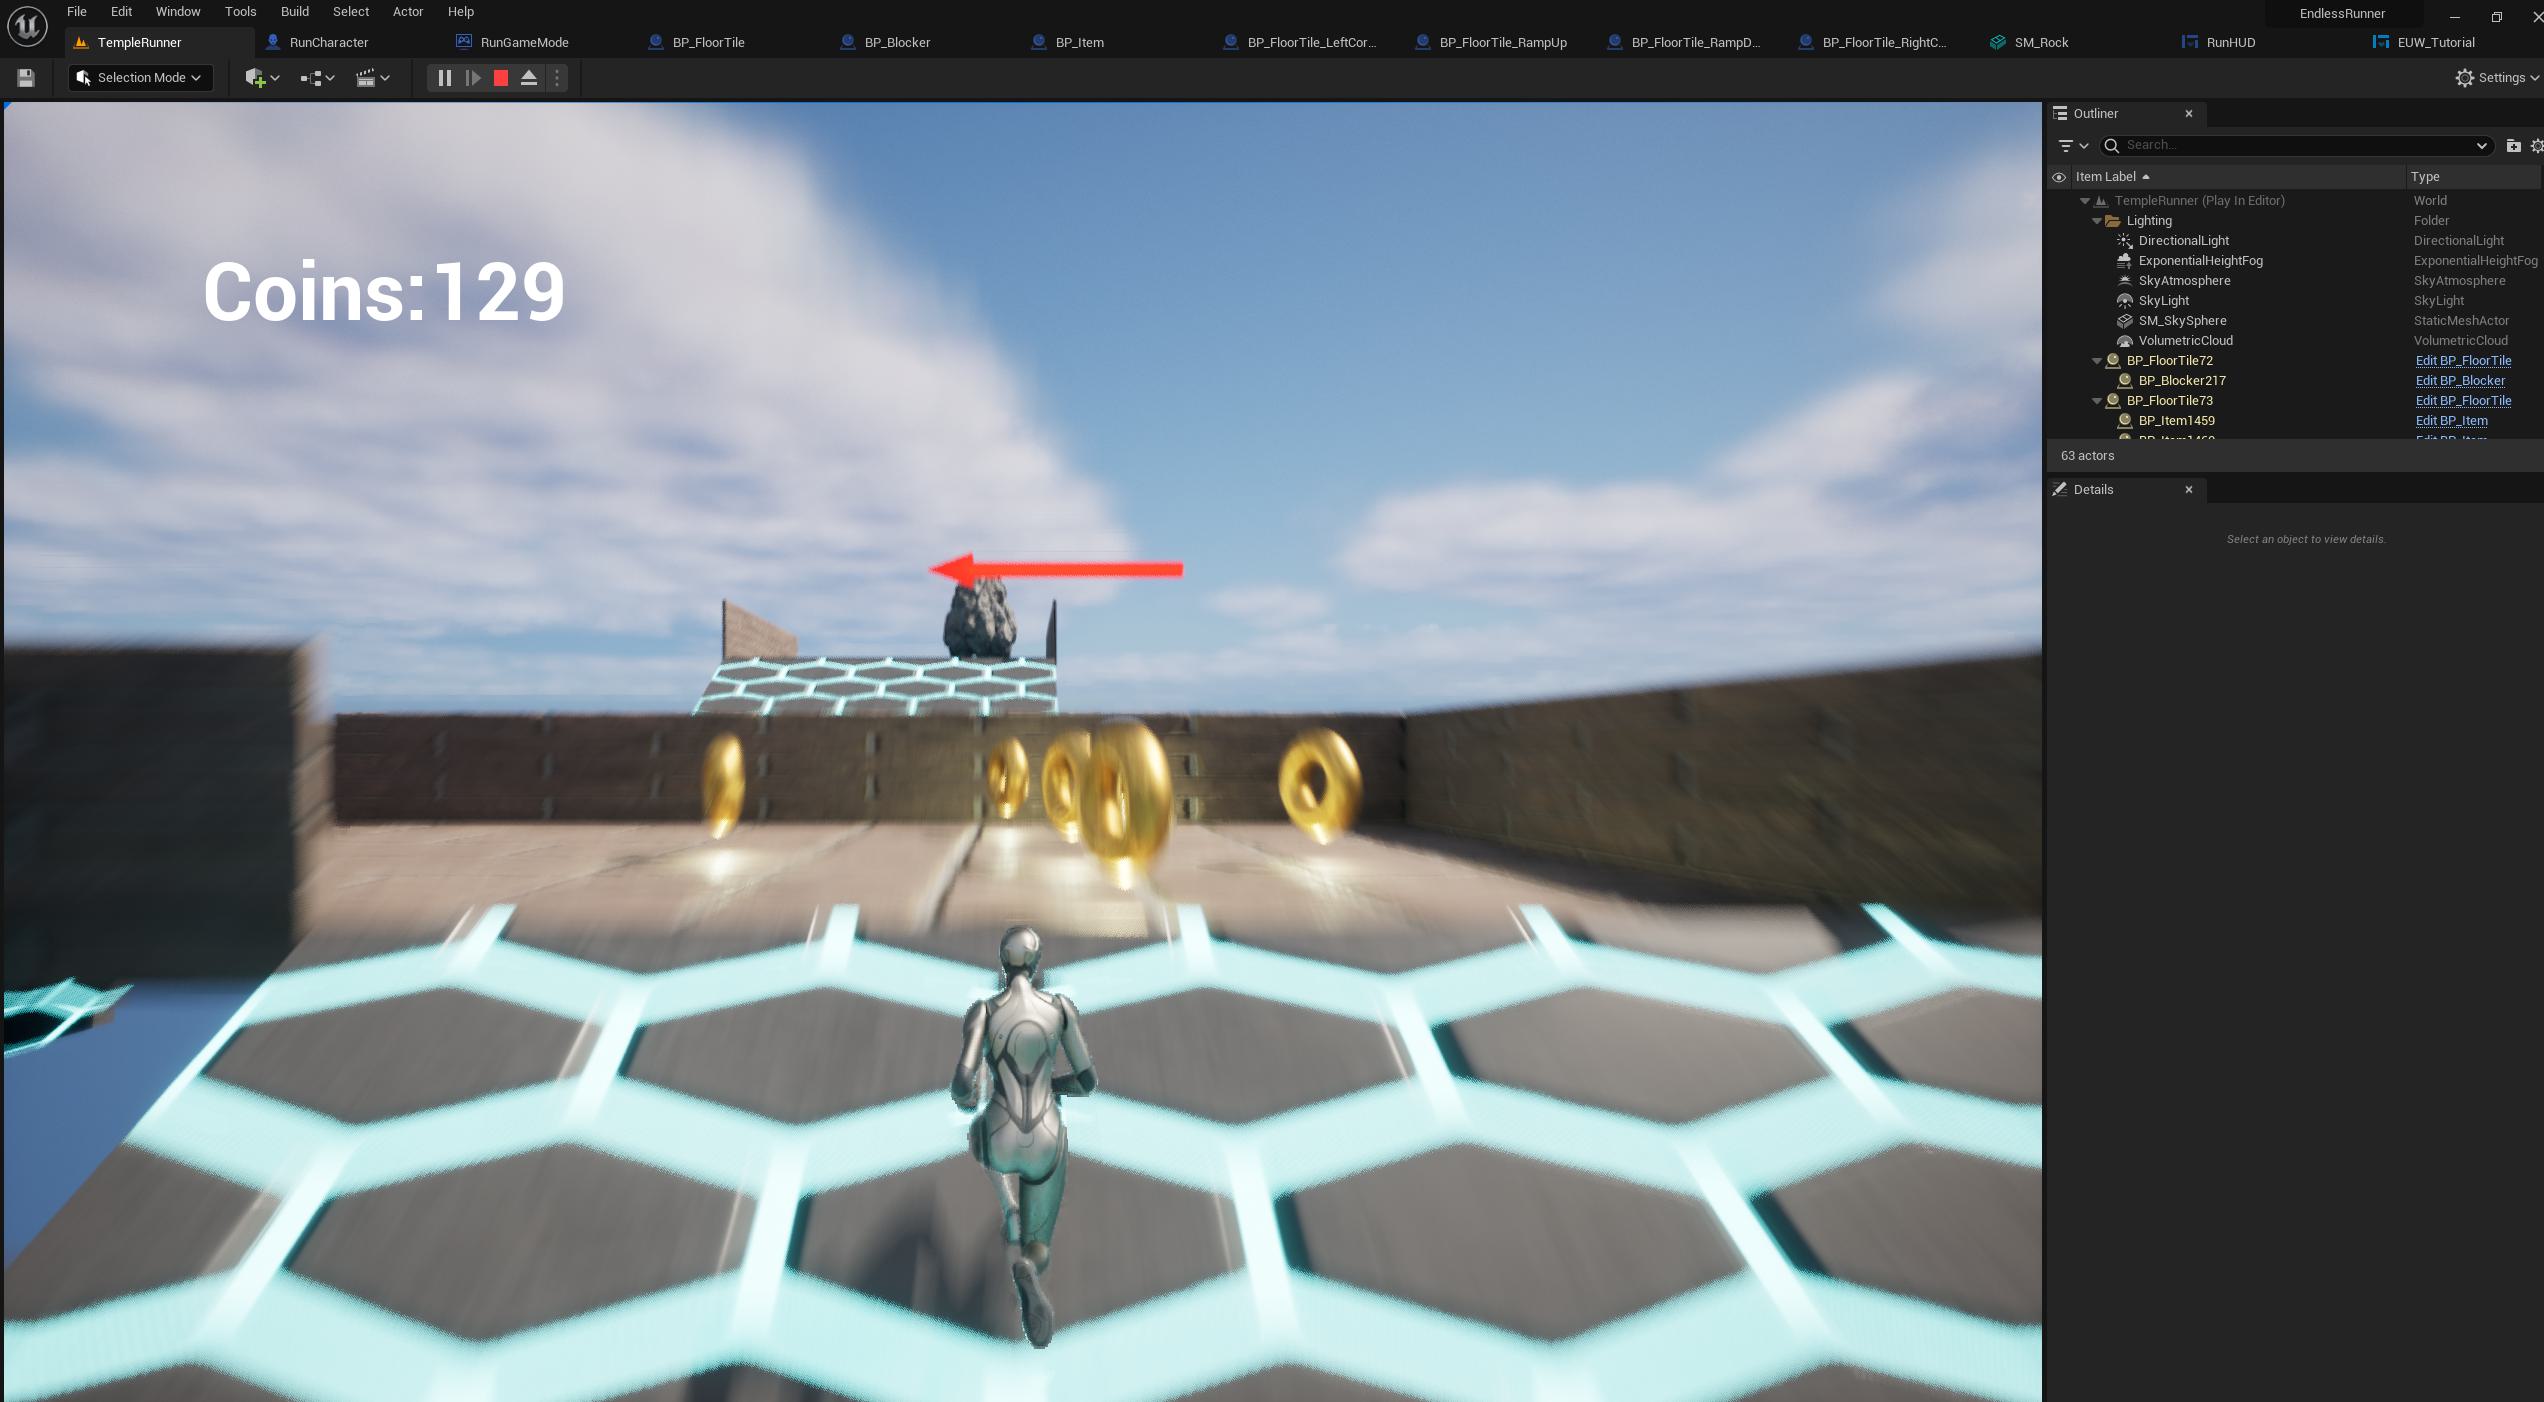 File Edit Window Tools Build Select Actor Help
EndlessRunner
TempleRunner RunCharacter RunGameMode BP_FloorTile BP_Blocker BP_Item BP_FloorTile_LeftCor... BP_FloorTile_RampUp BP_FloorTile_RampD... BP_FloorTile_RightC... SM_Rock RunHUD EUW_Tutorial
Selection Mode
Settings
Coins:129
Outliner
Search...
Item Label Type
TempleRunner (Play In Editor) World
Lighting Folder
DirectionalLight DirectionalLight
ExponentialHeightFog ExponentialHeightFog
SkyAtmosphere SkyAtmosphere
SkyLight SkyLight
SM_SkySphere StaticMeshActor
VolumetricCloud VolumetricCloud
BP_FloorTile72 Edit BP_FloorTile
BP_Blocker217 Edit BP_Blocker
BP_FloorTile73 Edit BP_FloorTile
BP_Item1459 Edit BP_Item
63 actors
Details
Select an object to view details.